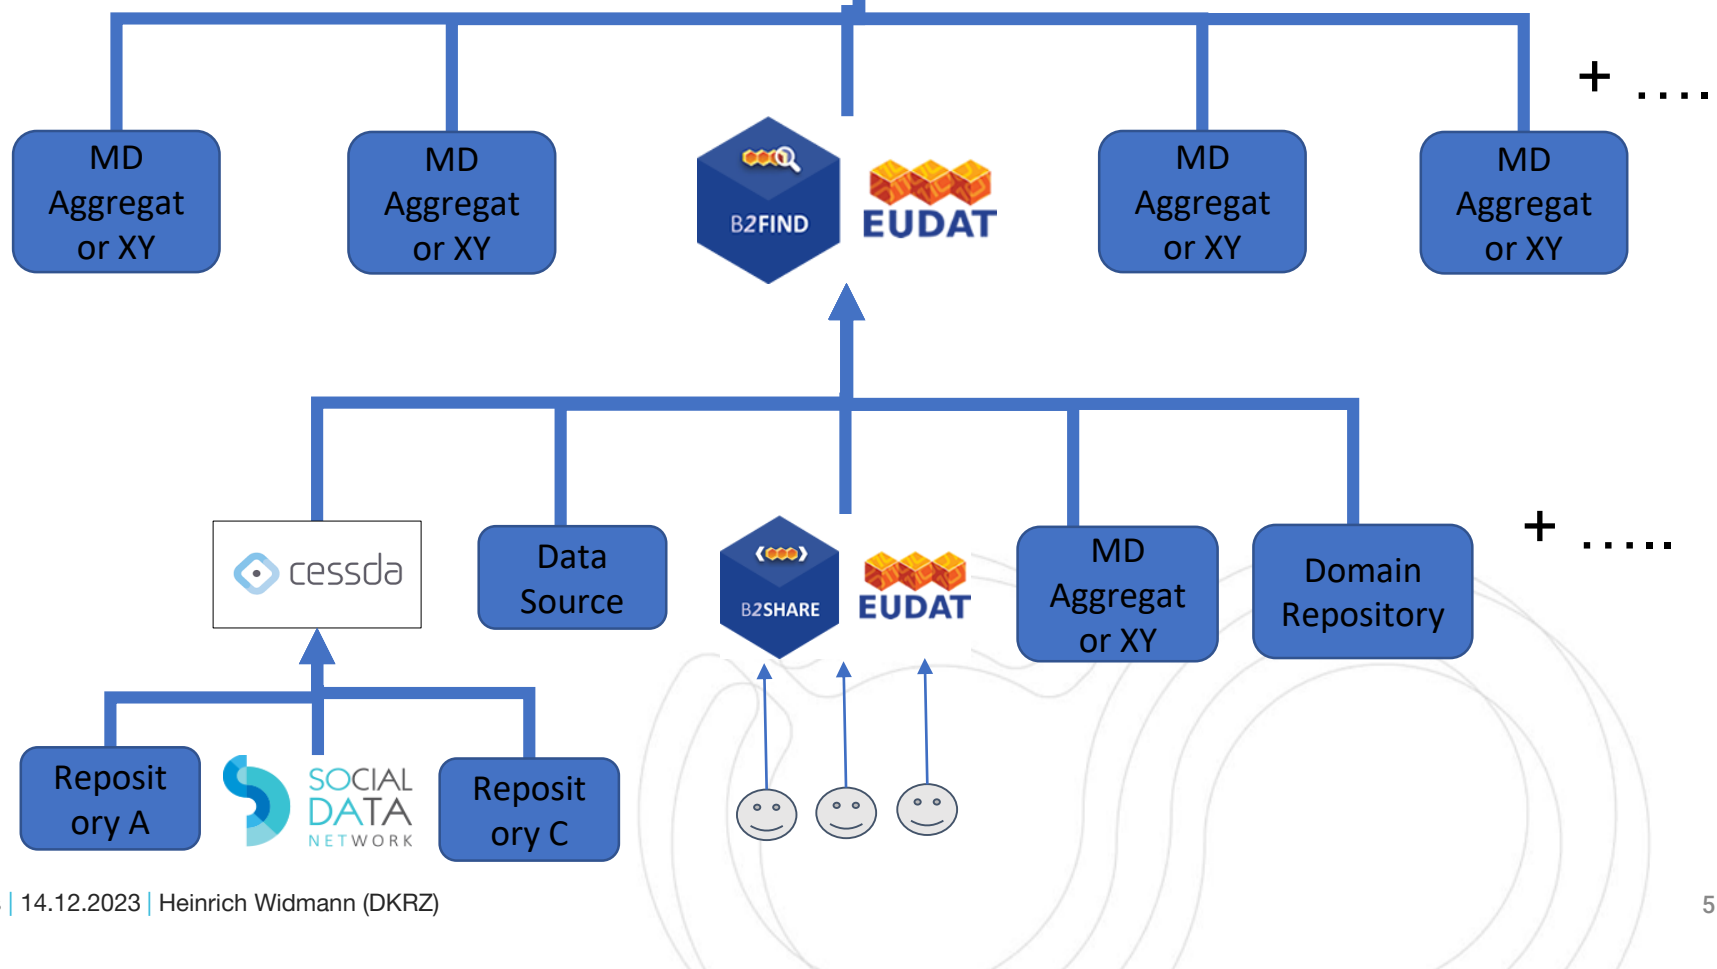 + ....
MD
Aggregat
or XY
MD
Aggregat
or XY
B2FIND
EUDAT
MD
Aggregat
or XY
MD
Aggregat
or XY
cessda
Data
Source
B2SHARE
EUDAT
MD
Aggregat
or XY
Domain
Repository
+ .....
Reposit
ory A
SOCIAL
DATA
NETWORK
Reposit
ory C
| 14.12.2023 | Heinrich Widmann (DKRZ)
5